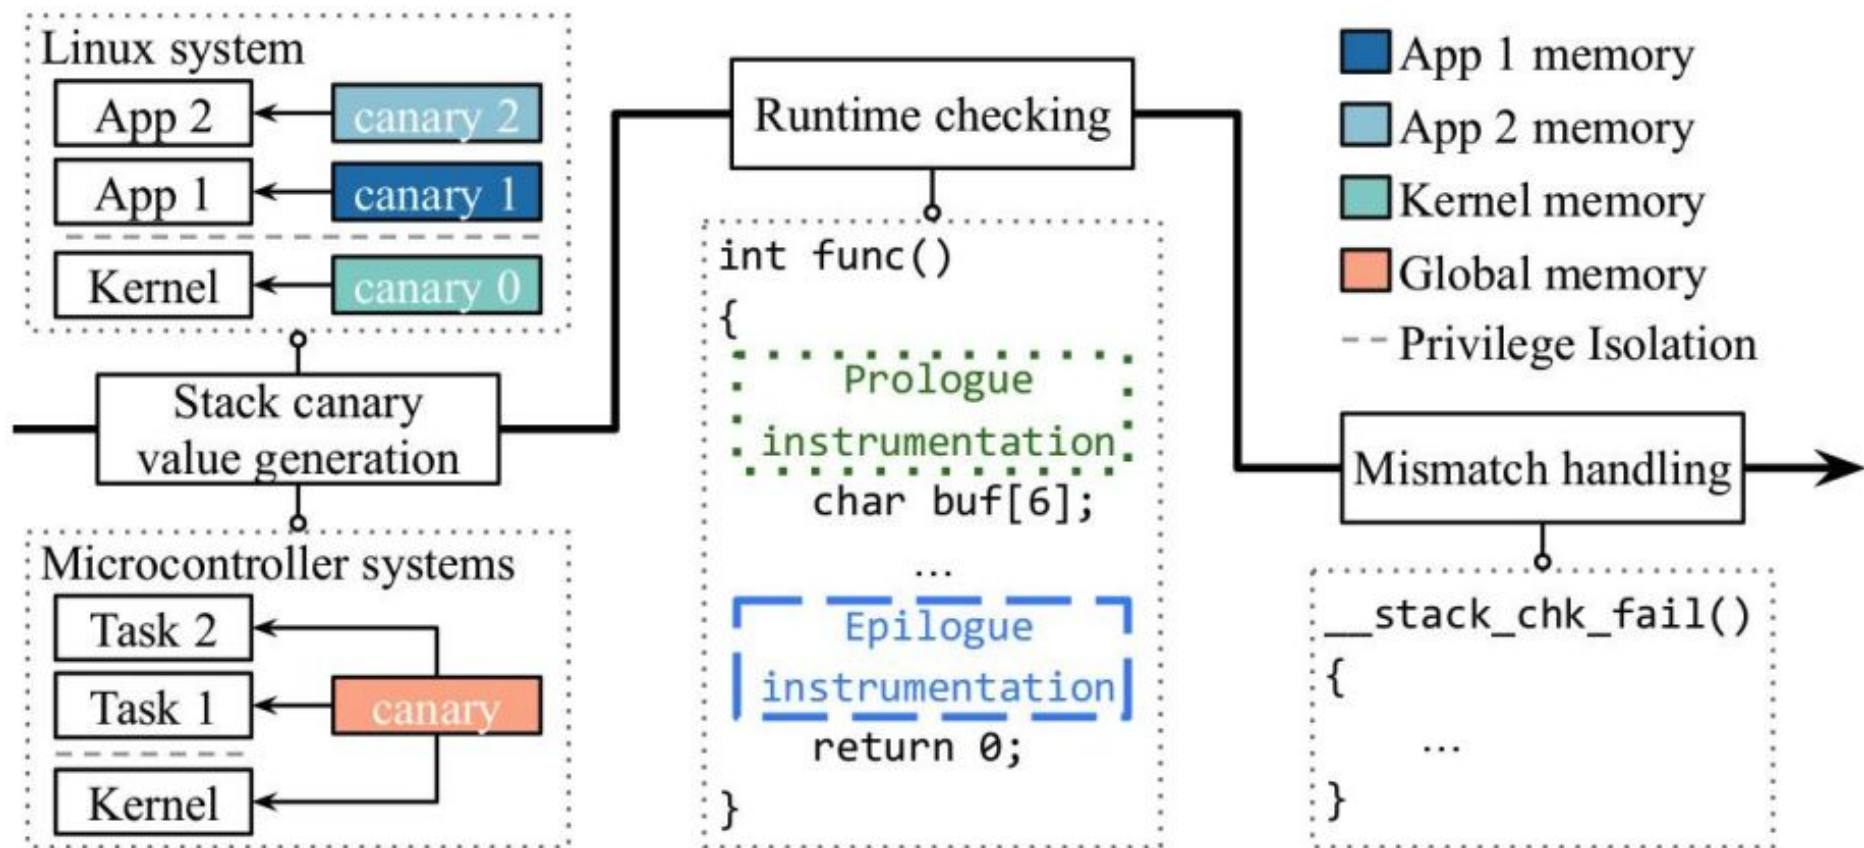 Linux system
App 2
canary 2
App 1
canary 1
Kernel
canary 0
Stack canary
value generation
Microcontroller systems
Task 2
Task 1
canary
Kernel
Runtime checking
int func()
{
Prologue
instrumentation
char buf[6];
...
Epilogue
instrumentation
return 0;
}
App 1 memory
App 2 memory
Kernel memory
Global memory
Privilege Isolation
Mismatch handling
__stack_chk_fail()
{
...
}